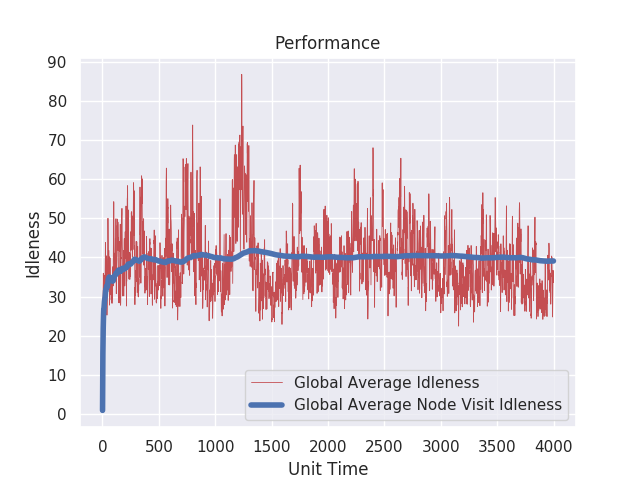 Performance
90
80
70
60
50
40
30
20
10
0
Idleness
Global Average Idleness
Global Average Node Visit Idleness
0 500 1000 1500 2000 2500 3000 3500 4000
Unit Time